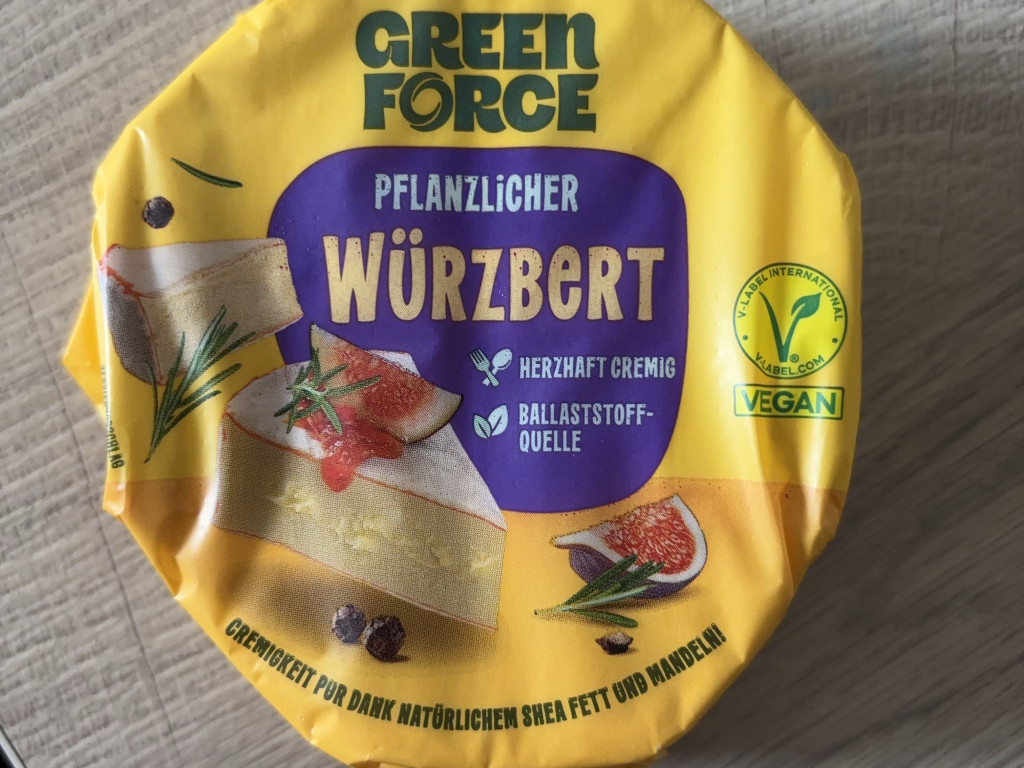 GREEN
FORCE
PFLANZLICHER
WÜRZBERT
HERZHAFT CREMIG
BALLASTSTOFF-
QUELLE
V-LABEL INTERNATIONAL
V-LABEL.COM
®
VEGAN
CREMIGKEIT PUR DANK NATÜRLICHEM SHEA FETT UND MANDELN!